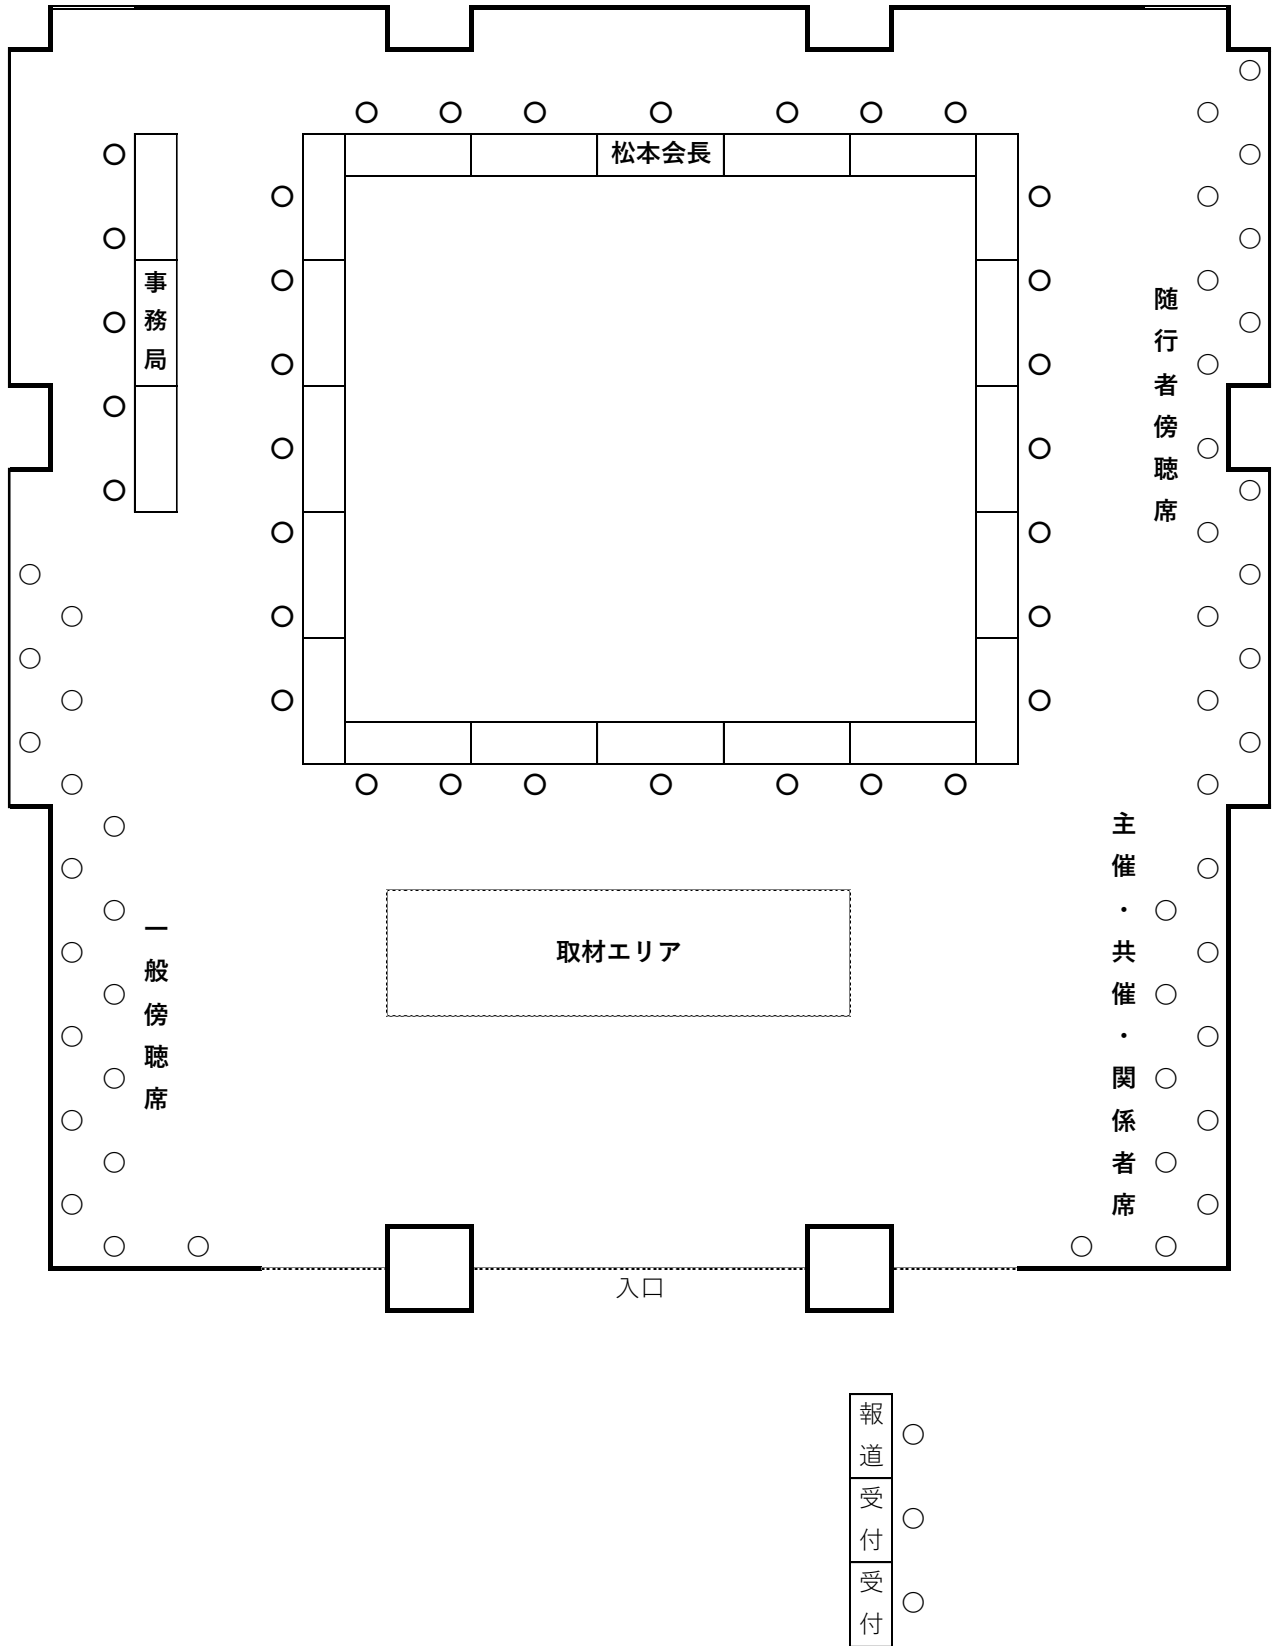 松本会長
事務局
随行者傍聴席
主催・共催・関係者席
一般傍聴席
取材エリア
入口
報道
受付
受付